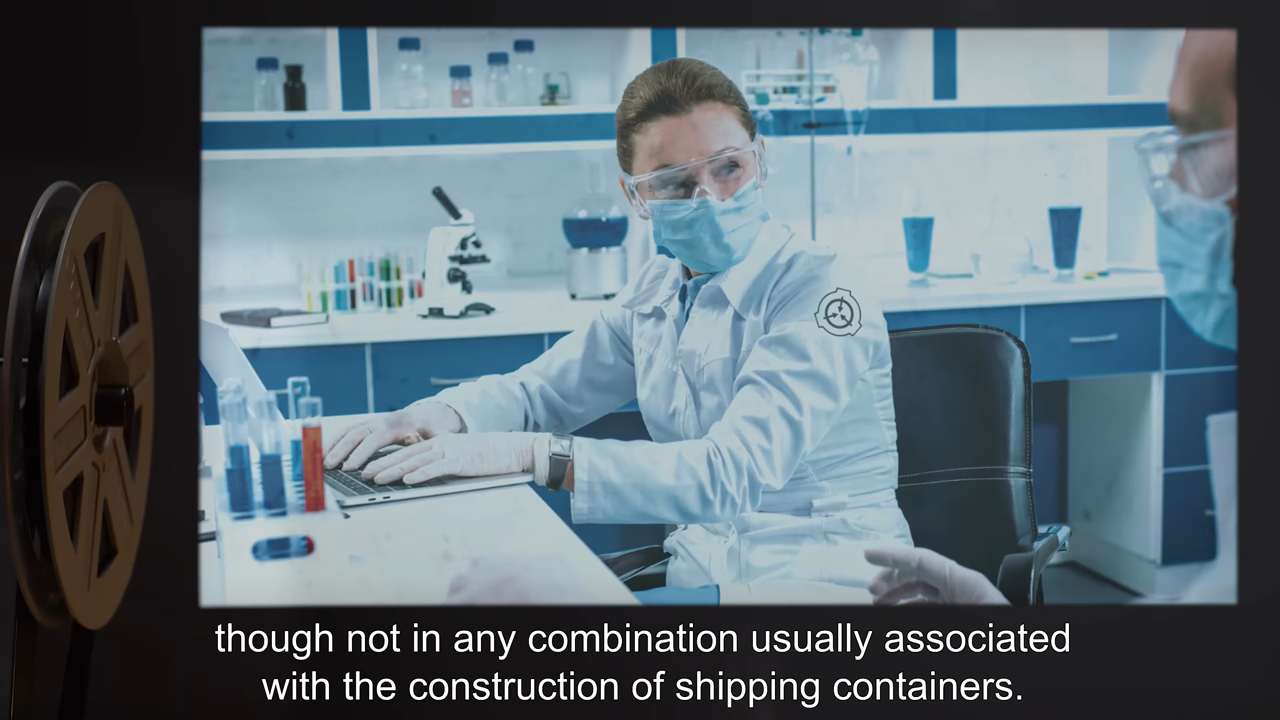 though not in any combination usually associated
with the construction of shipping containers.